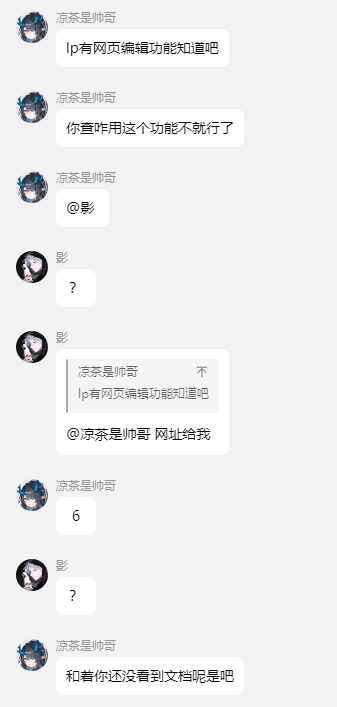 凉茶是帅哥
lp有网页编辑功能知道吧
凉茶是帅哥
你查咋用这个功能不就行了
凉茶是帅哥
@影
影
？
影
凉茶是帅哥
lp有网页编辑功能知道吧
@凉茶是帅哥 网址给我
凉茶是帅哥
6
影
？
凉茶是帅哥
和着你还没看到文档呢是吧